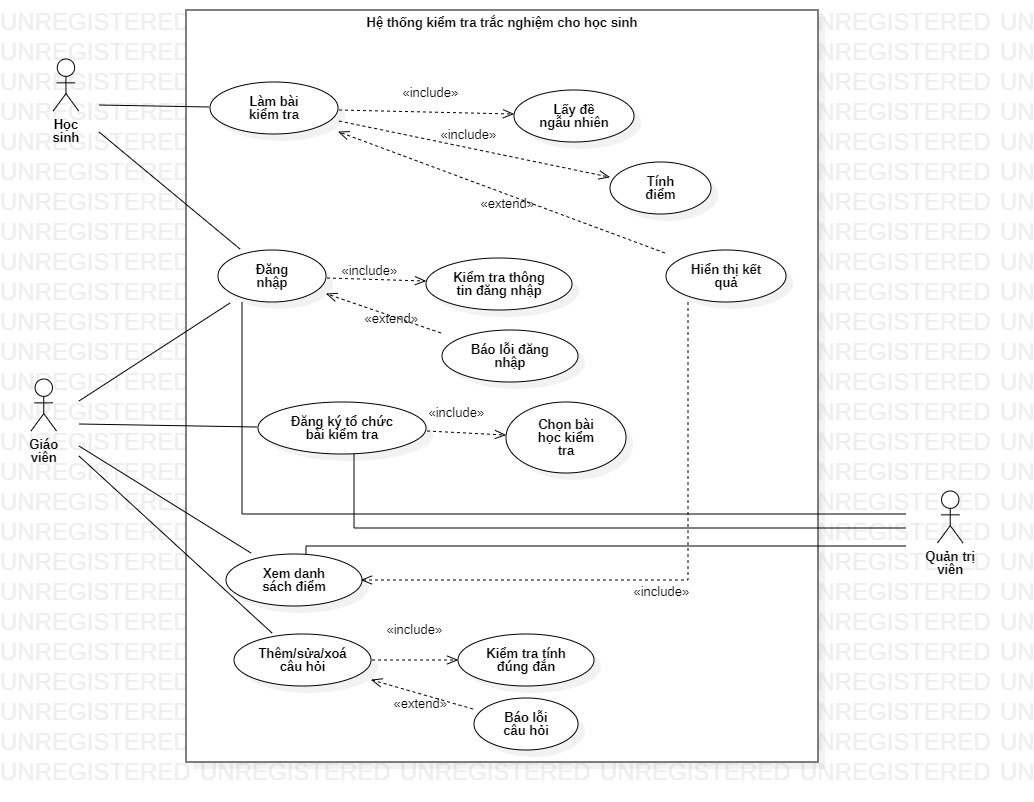 Hệ thống kiểm tra trắc nghiệm cho học sinh
Học
sinh
Làm bài
kiểm tra
«include»
Lấy đề
ngẫu nhiên
«include»
Tính
điểm
«extend»
Đăng
nhập
«include»
Kiểm tra thông
tin đăng nhập
Hiển thị kết
quả
«extend»
Báo lỗi đăng
nhập
Giáo
viên
Đăng ký tổ chức
bài kiểm tra
«include»
Chọn bài
học kiểm
tra
Quản trị
viên
Xem danh
sách điểm
«include»
Thêm/sửa/xoá
câu hỏi
«include»
Kiểm tra tính
đúng đắn
«extend»
Báo lỗi
câu hỏi
UNREGISTERED UNREGISTERED UNREGISTERED UNREGISTERED UNREGISTERED UN